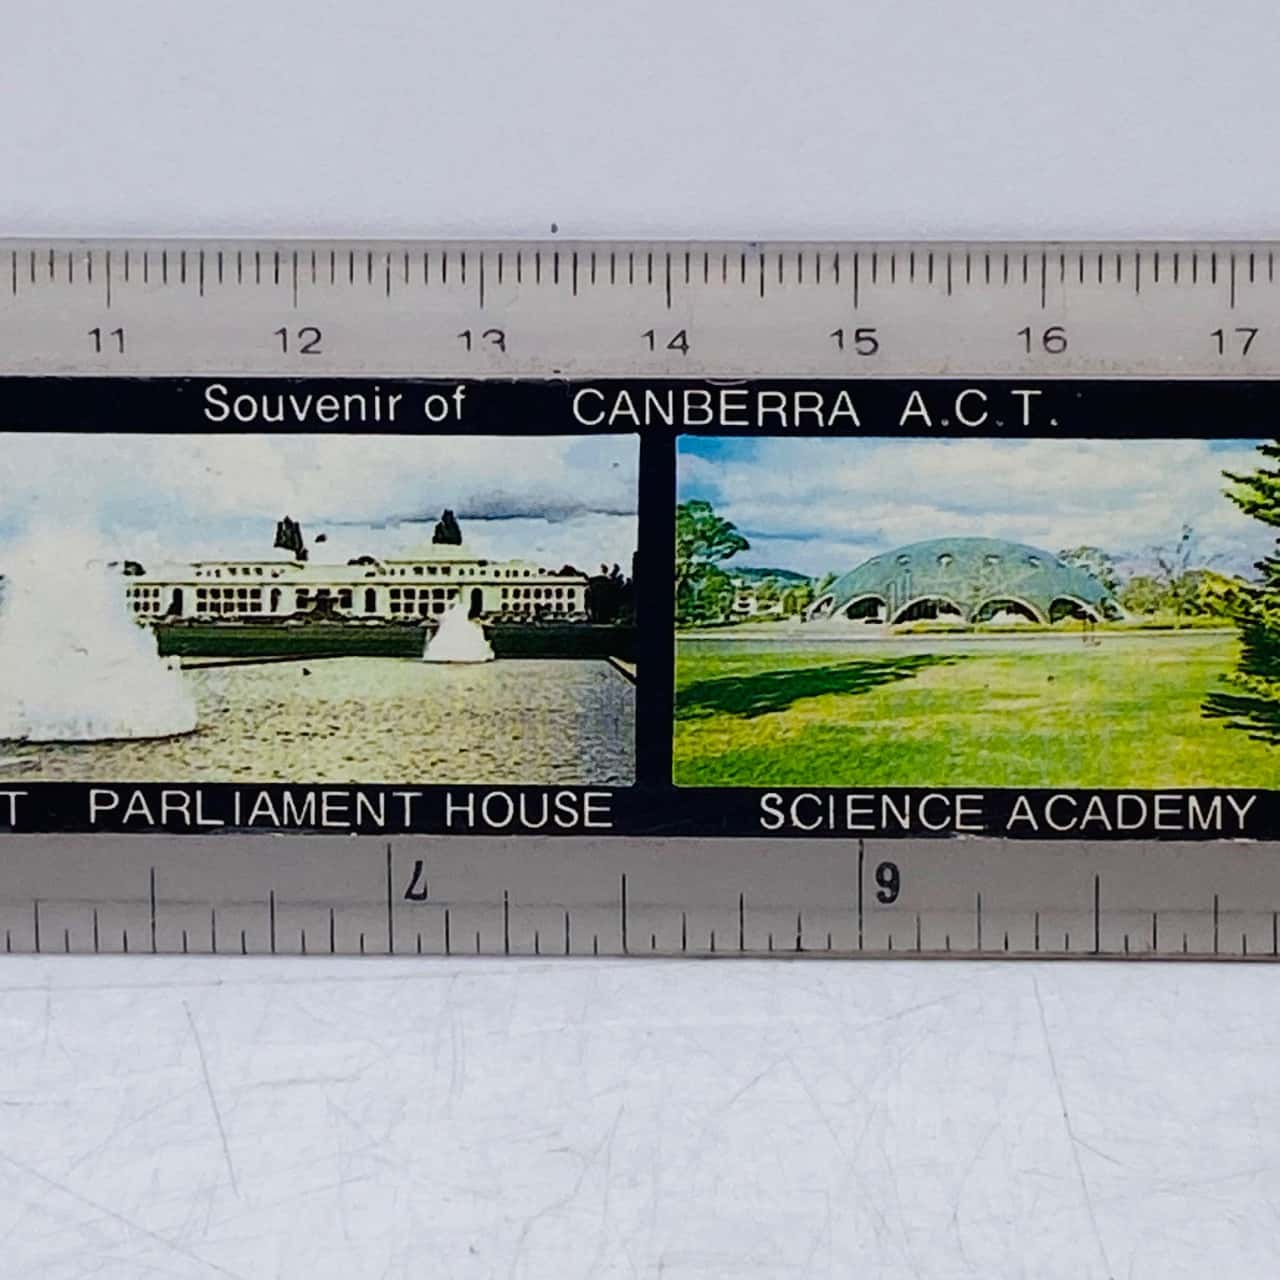 11 12 13 14 15 16 17
Souvenir of CANBERRA A.C.T.
T PARLIAMENT HOUSE SCIENCE ACADEMY
7 6